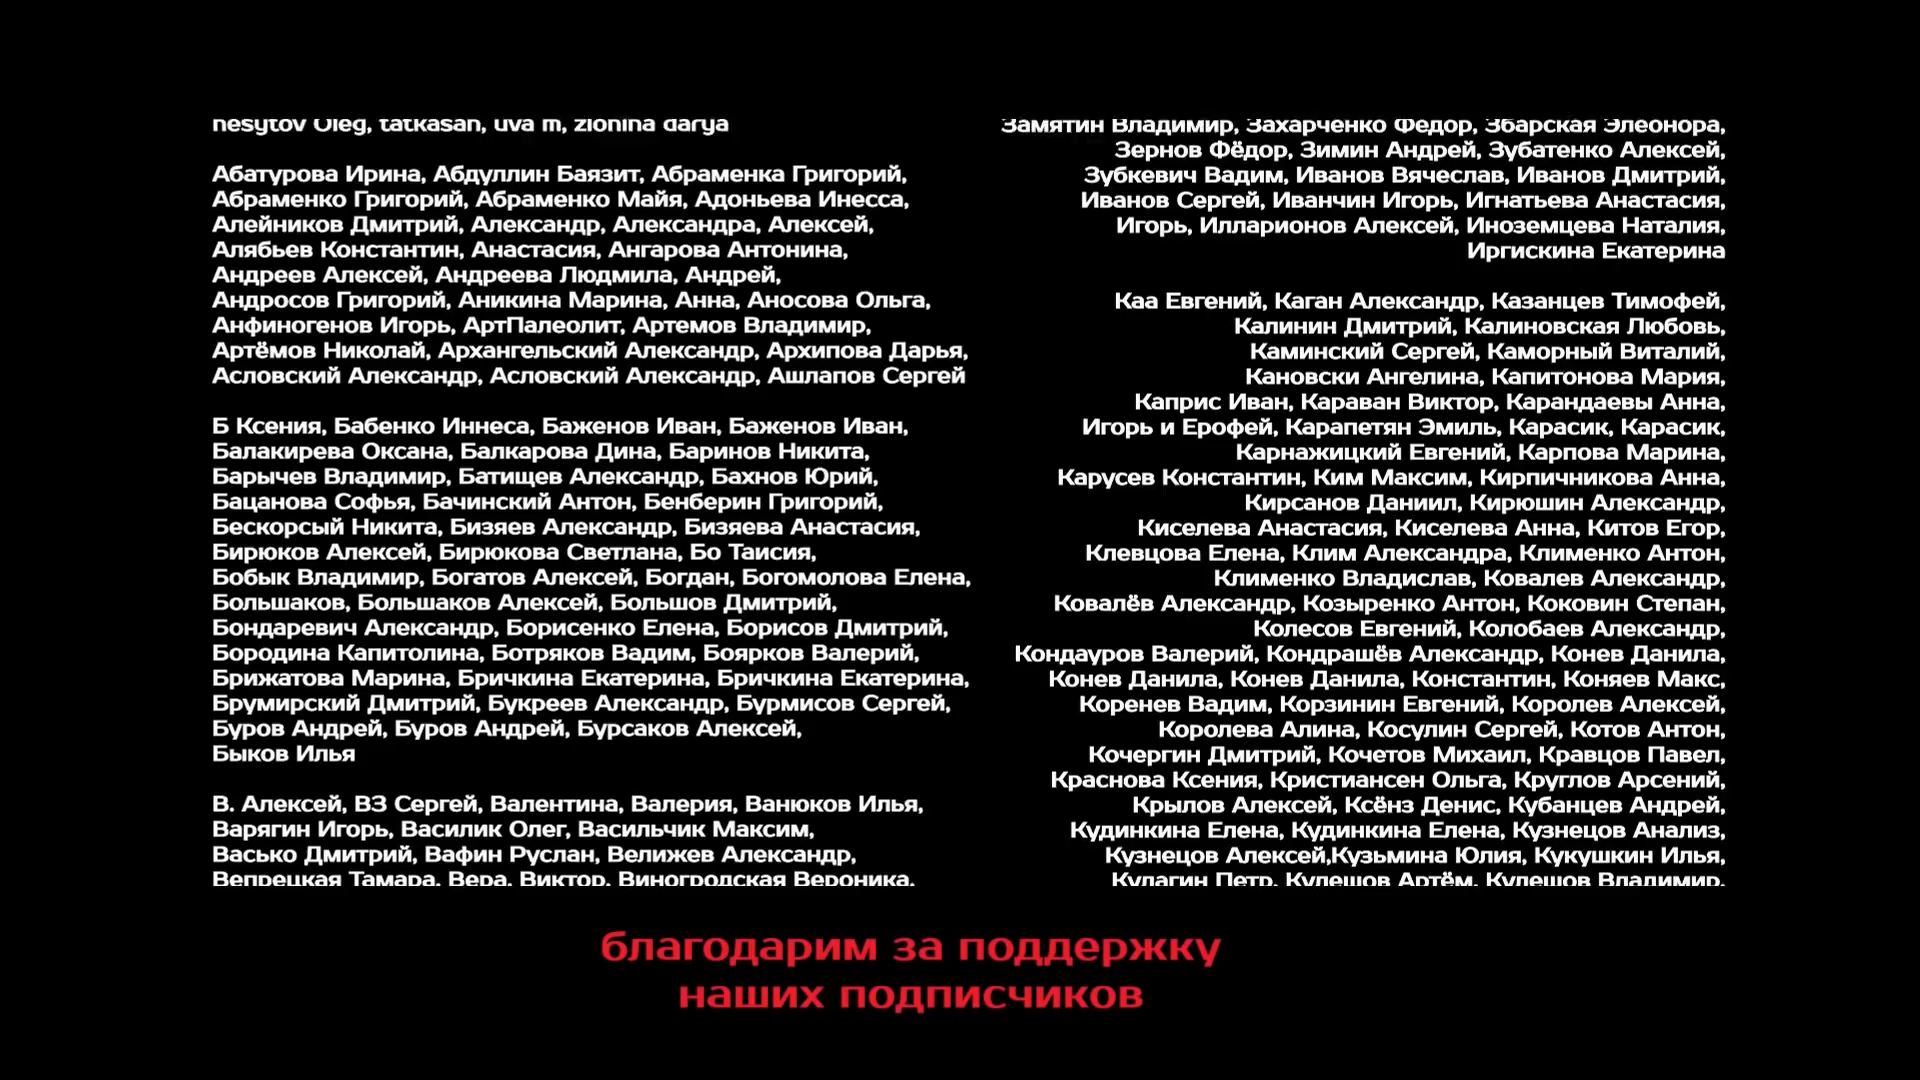 nesytov Oleg, tatkasan, uva m, zionina darya
Абатурова Ирина, Абдуллин Баязит, Абраменка Григорий,
Абраменко Григорий, Абраменко Майя, Адоньева Инесса,
Алейников Дмитрий, Александр, Александра, Алексей,
Алябьев Константин, Анастасия, Ангарова Антонина,
Андреев Алексей, Андреева Людмила, Андрей,
Андросов Григорий, Аникина Марина, Анна, Аносова Ольга,
Анфиногенов Игорь, АртПалеолит, Артемов Владимир,
Артёмов Николай, Архангельский Александр, Архипова Дарья,
Асловский Александр, Асловский Александр, Ашлапов Сергей
Б Ксения, Бабенко Иннеса, Баженов Иван, Баженов Иван,
Балакирева Оксана, Балкарова Дина, Баринов Никита,
Барычев Владимир, Батищев Александр, Бахнов Юрий,
Бацанова Софья, Бачинский Антон, Бенберин Григорий,
Бескорсый Никита, Бизяев Александр, Бизяева Анастасия,
Бирюков Алексей, Бирюкова Светлана, Бо Таисия,
Бобык Владимир, Богатов Алексей, Богдан, Богомолова Елена,
Большаков, Большаков Алексей, Большов Дмитрий,
Бондаревич Александр, Борисенко Елена, Борисов Дмитрий,
Бородина Капитолина, Ботряков Вадим, Боярков Валерий,
Брижатова Марина, Бричкина Екатерина, Бричкина Екатерина,
Брумирский Дмитрий, Букреев Александр, Бурмисов Сергей,
Буров Андрей, Буров Андрей, Бурсаков Алексей,
Быков Илья
В. Алексей, ВЗ Сергей, Валентина, Валерия, Ванюков Илья,
Варягин Игорь, Василик Олег, Васильчик Максим,
Васько Дмитрий, Вафин Руслан, Велижев Александр,
Вепрецкая Тамара, Вера, Виктор, Виногродская Вероника,
Замятин Владимир, Захарченко Федор, Збарская Элеонора,
Зернов Фёдор, Зимин Андрей, Зубатенко Алексей,
Зубкевич Вадим, Иванов Вячеслав, Иванов Дмитрий,
Иванов Сергей, Иванчин Игорь, Игнатьева Анастасия,
Игорь, Илларионов Алексей, Иноземцева Наталия,
Иргискина Екатерина
Каа Евгений, Каган Александр, Казанцев Тимофей,
Калинин Дмитрий, Калиновская Любовь,
Каминский Сергей, Каморный Виталий,
Кановски Ангелина, Капитонова Мария,
Каприс Иван, Караван Виктор, Карандаевы Анна,
Игорь и Ерофей, Карапетян Эмиль, Карасик, Карасик,
Карнажицкий Евгений, Карпова Марина,
Карусев Константин, Ким Максим, Кирпичникова Анна,
Кирсанов Даниил, Кирюшин Александр,
Киселева Анастасия, Киселева Анна, Китов Егор,
Клевцова Елена, Клим Александра, Клименко Антон,
Клименко Владислав, Ковалев Александр,
Ковалёв Александр, Козыренко Антон, Коковин Степан,
Колесов Евгений, Колобаев Александр,
Кондауров Валерий, Кондрашёв Александр, Конев Данила,
Конев Данила, Конев Данила, Константин, Коняев Макс,
Коренев Вадим, Корзинин Евгений, Королев Алексей,
Королева Алина, Косулин Сергей, Котов Антон,
Кочергин Дмитрий, Кочетов Михаил, Кравцов Павел,
Краснова Ксения, Кристиансен Ольга, Круглов Арсений,
Крылов Алексей, Ксёнз Денис, Кубанцев Андрей,
Кудинкина Елена, Кудинкина Елена, Кузнецов Анализ,
Кузнецов Алексей,Кузьмина Юлия, Кукушкин Илья,
Кулагин Петр, Кулешов Артём, Кулешов Владимир,
благодарим за поддержку
наших подписчиков